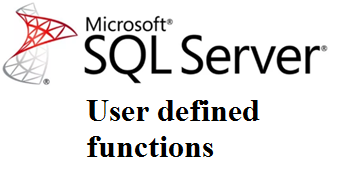 Microsoft®
SQL Server®
®
User defined
functions